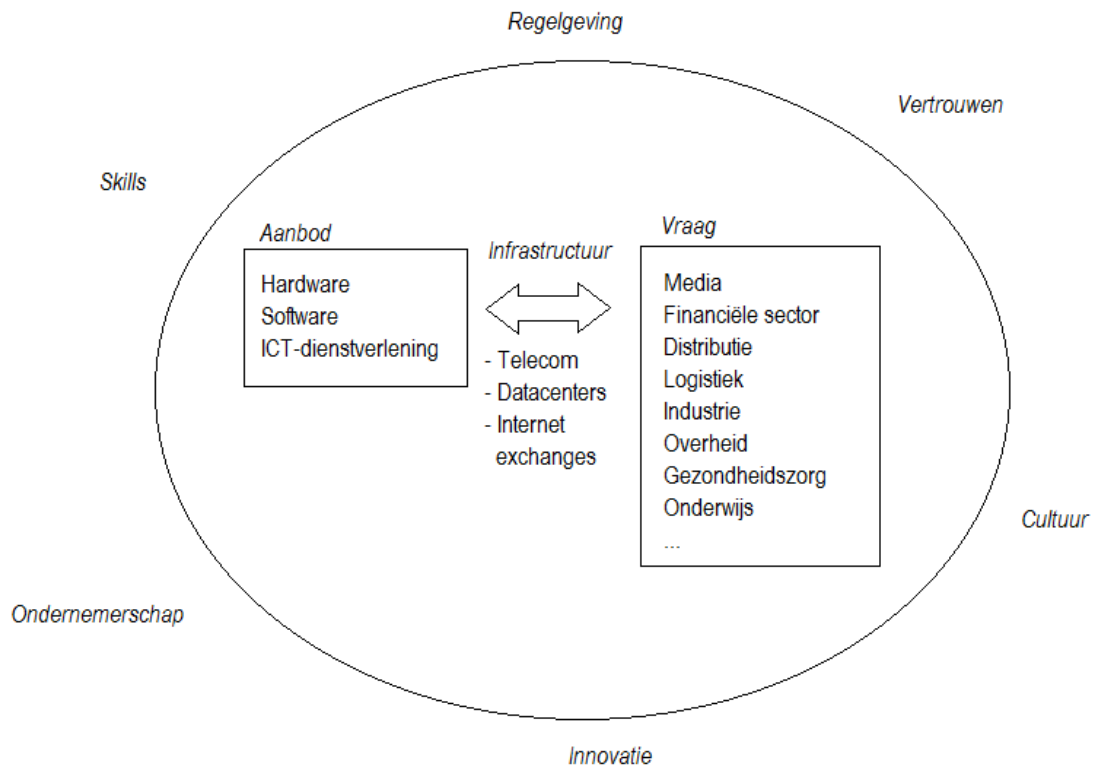 Regelgeving
Vertrouwen
Skills
Aanbod
Hardware
Software
ICT-dienstverlening
Infrastructuur
- Telecom
- Datacenters
- Internet
exchanges
Vraag
Media
Financiële sector
Distributie
Logistiek
Industrie
Overheid
Gezondheidszorg
Onderwijs
...
Cultuur
Ondernemerschap
Innovatie